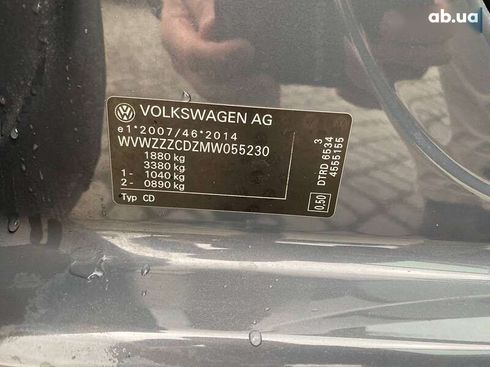 ab.ua
VOLKSWAGEN AG
e1*2007/46*2014
WVWZZZCDZMW055230
1880 kg
3380 kg
1- 1040 kg
2- 0890 kg
Typ CD
0.50
DTRD 6534 3
4555155